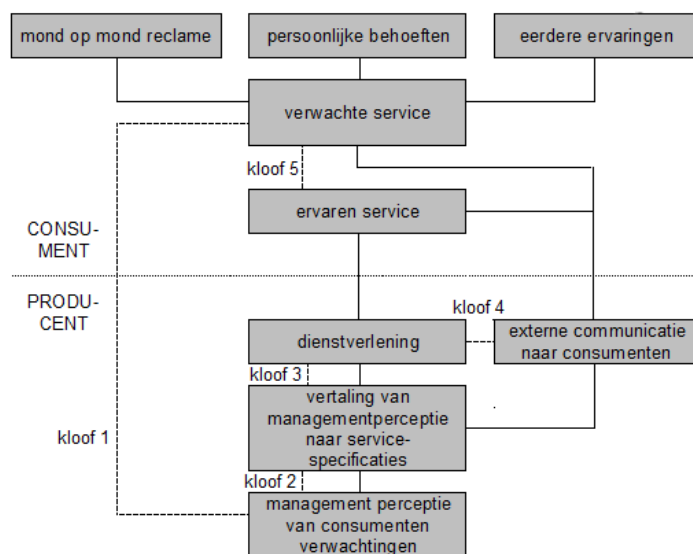 mond op mond reclame
persoonlijke behoeften
eerdere ervaringen
verwachte service
kloof 5
ervaren service
CONSU-
MENT
PRODU-
CENT
kloof 4
dienstverlening
externe communicatie
naar consumenten
kloof 3
vertaling van
managementperceptie
naar service-
specificaties
kloof 1
kloof 2
management perceptie
van consumenten
verwachtingen